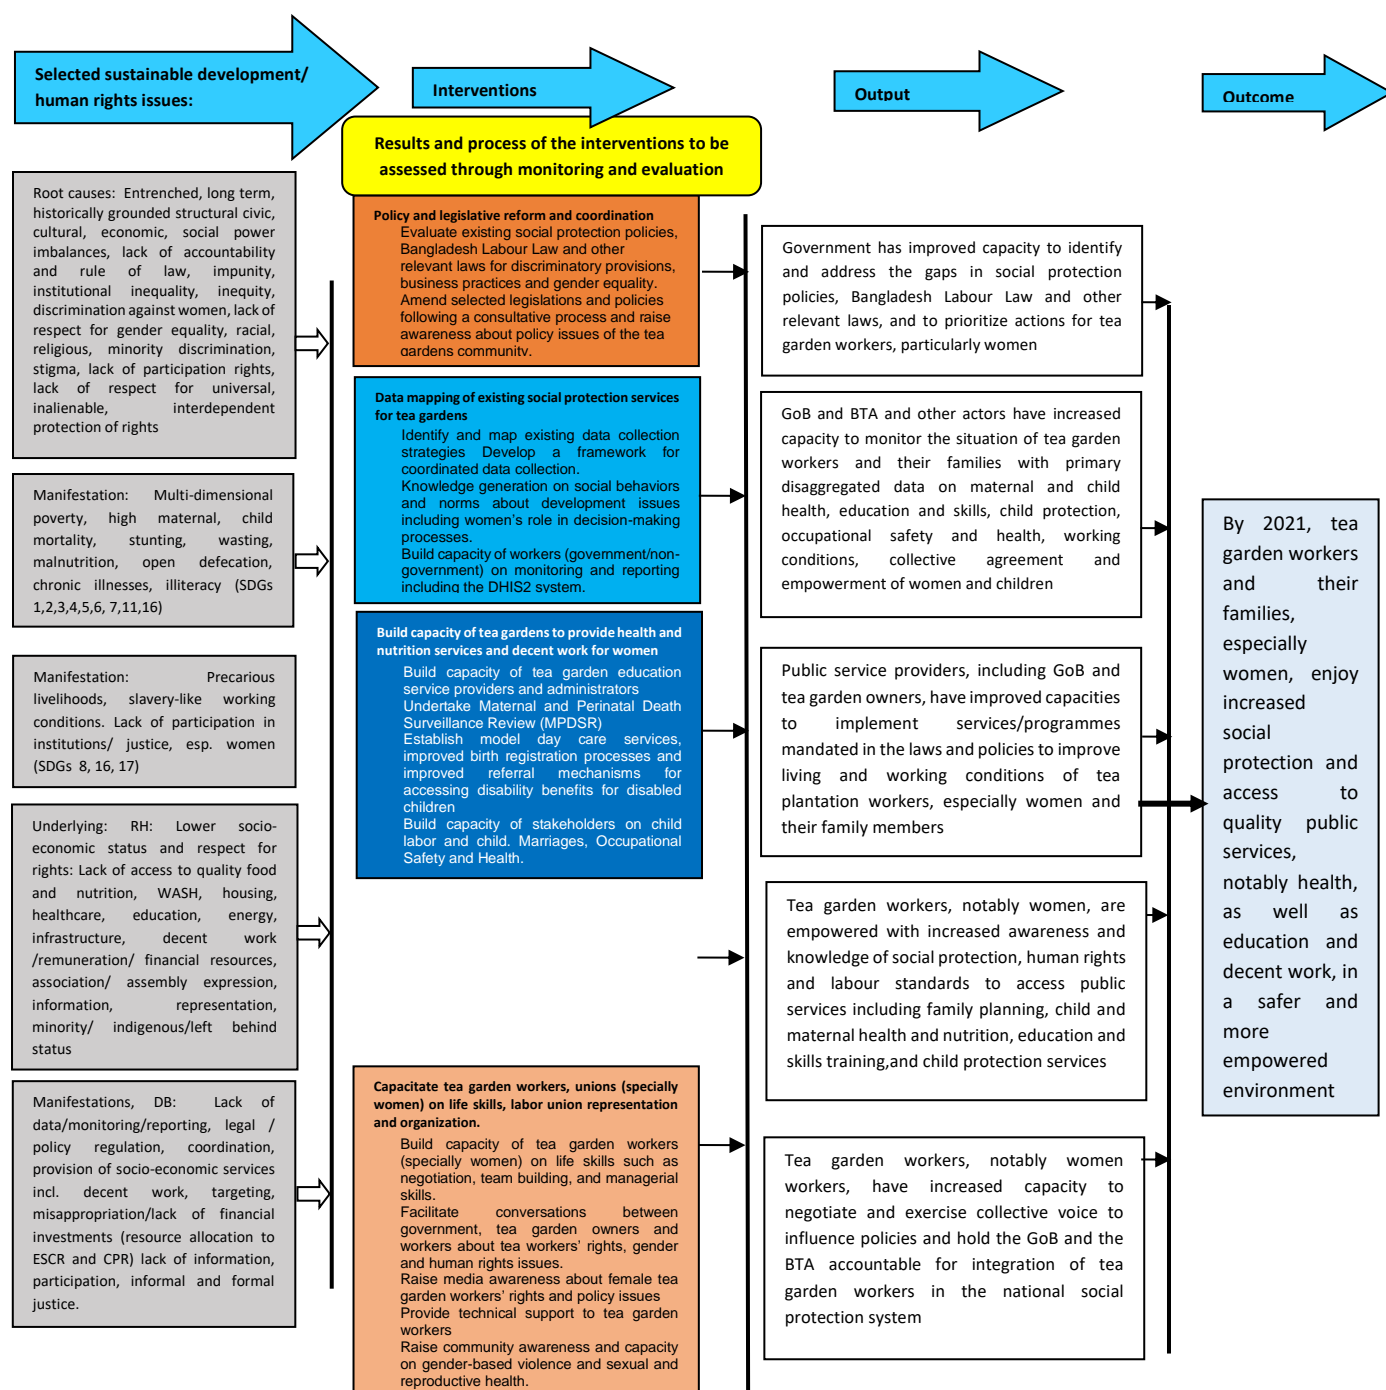 Selected sustainable development/
human rights issues:
Interventions
Output
Outcome
Results and process of the interventions to be
assessed through monitoring and evaluation
Root causes: Entrenched, long term,
historically grounded structural civic,
cultural, economic, social power
imbalances, lack of accountability
and rule of law, impunity,
institutional inequality, inequity,
discrimination against women, lack of
respect for gender equality, racial,
religious, minority discrimination,
stigma, lack of participation rights,
lack of respect for universal,
inalienable, interdependent
protection of rights
Manifestation: Multi-dimensional
poverty, high maternal, child
mortality, stunting, wasting,
malnutrition, open defecation,
chronic illnesses, illiteracy (SDGs
1,2,3,4,5,6, 7,11,16)
Manifestation: Precarious
livelihoods, slavery-like working
conditions. Lack of participation in
institutions/ justice, esp. women
(SDGs 8, 16, 17)
Underlying: RH: Lower socio-
economic status and respect for
rights: Lack of access to quality food
and nutrition, WASH, housing,
healthcare, education, energy,
infrastructure, decent work
/remuneration/ financial resources,
association/ assembly expression,
information, representation,
minority/ indigenous/left behind
status
Manifestations, DB: Lack of
data/monitoring/reporting, legal /
policy regulation, coordination,
provision of socio-economic services
incl. decent work, targeting,
misappropriation/lack of financial
investments (resource allocation to
ESCR and CPR) lack of information,
participation, informal and formal
justice.
Policy and legislative reform and coordination
Evaluate existing social protection policies,
Bangladesh Labour Law and other
relevant laws for discriminatory provisions,
business practices and gender equality.
Amend selected legislations and policies
following a consultative process and raise
awareness about policy issues of the tea
gardens community.
Data mapping of existing social protection services
for tea gardens
Identify and map existing data collection
strategies Develop a framework for
coordinated data collection.
Knowledge generation on social behaviors
and norms about development issues
including women’s role in decision-making
processes.
Build capacity of workers (government/non-
government) on monitoring and reporting
including the DHIS2 system.
Build capacity of tea gardens to provide health and
nutrition services and decent work for women
Build capacity of tea garden education
service providers and administrators
Undertake Maternal and Perinatal Death
Surveillance Review (MPDSR)
Establish model day care services,
improved birth registration processes and
improved referral mechanisms for
accessing disability benefits for disabled
children
Build capacity of stakeholders on child
labor and child. Marriages, Occupational
Safety and Health.
Capacitate tea garden workers, unions (specially
women) on life skills, labor union representation
and organization.
Build capacity of tea garden workers
(specially women) on life skills such as
negotiation, team building, and managerial
skills.
Facilitate conversations between
government, tea garden owners and
workers about tea workers’ rights, gender
and human rights issues.
Raise media awareness about female tea
garden workers’ rights and policy issues
Provide technical support to tea garden
workers
Raise community awareness and capacity
on gender-based violence and sexual and
reproductive health.
Government has improved capacity to identify
and address the gaps in social protection
policies, Bangladesh Labour Law and other
relevant laws, and to prioritize actions for tea
garden workers, particularly women
GoB and BTA and other actors have increased
capacity to monitor the situation of tea garden
workers and their families with primary
disaggregated data on maternal and child
health, education and skills, child protection,
occupational safety and health, working
conditions, collective agreement and
empowerment of women and children
Public service providers, including GoB and
tea garden owners, have improved capacities
to implement services/programmes
mandated in the laws and policies to improve
living and working conditions of tea
plantation workers, especially women and
their family members
Tea garden workers, notably women, are
empowered with increased awareness and
knowledge of social protection, human rights
and labour standards to access public
services including family planning, child and
maternal health and nutrition, education and
skills training,and child protection services
Tea garden workers, notably women
workers, have increased capacity to
negotiate and exercise collective voice to
influence policies and hold the GoB and the
BTA accountable for integration of tea
garden workers in the national social
protection system
By 2021, tea
garden workers
and their
families,
especially
women, enjoy
increased
social
protection and
access to
quality public
services,
notably health,
as well as
education and
decent work, in
a safer and
more
empowered
environment